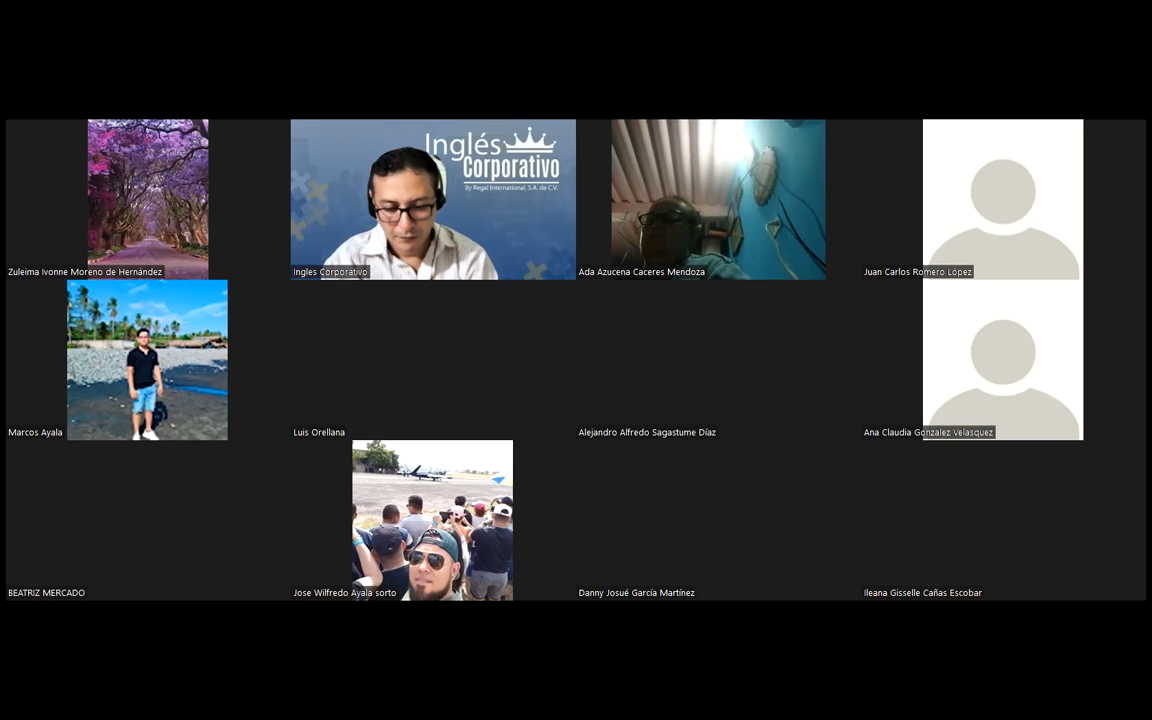 Inglés
Corporativo
By Regal International, S.A. de C.V.
Zuleima Ivonne Moreno de Hernández
Ingles Corporativo
Ada Azucena Caceres Mendoza
Juan Carlos Romero López
Marcos Ayala
Luis Orellana
Alejandro Alfredo Sagastume Díaz
Ana Claudia Gonzalez Velasquez
BEATRIZ MERCADO
Jose Wilfredo Ayala sorto
Danny Josué García Martínez
Ileana Gisselle Cañas Escobar